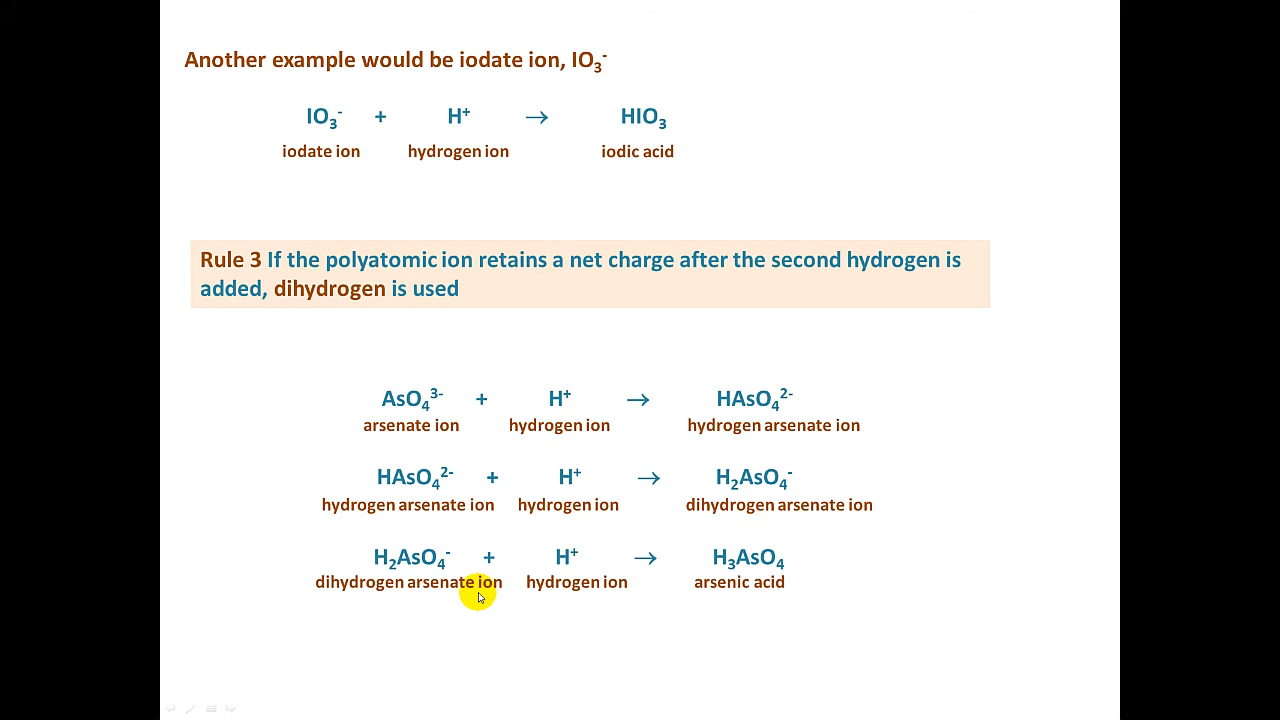 Another example would be iodate ion, IO₃⁻
IO₃⁻ + H⁺ → HIO₃
iodate ion hydrogen ion iodic acid
Rule 3 If the polyatomic ion retains a net charge after the second hydrogen is
added, dihydrogen is used
AsO₄³⁻ + H⁺ → HAsO₄²⁻
arsenate ion hydrogen ion hydrogen arsenate ion
HAsO₄²⁻ + H⁺ → H₂AsO₄⁻
hydrogen arsenate ion hydrogen ion dihydrogen arsenate ion
H₂AsO₄⁻ + H⁺ → H₃AsO₄
dihydrogen arsenate ion hydrogen ion arsenic acid